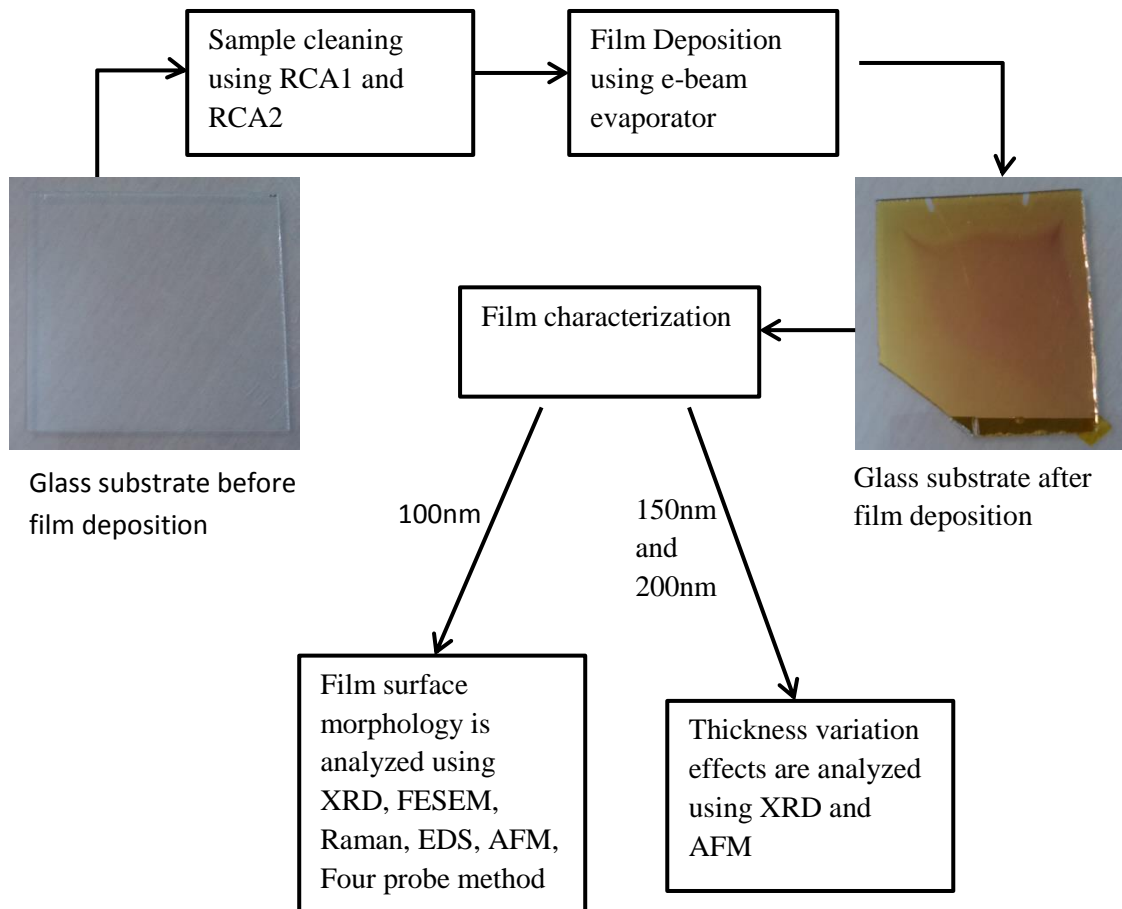 Sample cleaning
using RCA1 and
RCA2
Film Deposition
using e-beam
evaporator
Glass substrate before
film deposition
Glass substrate after
film deposition
Film characterization
100nm
150nm
and
200nm
Film surface
morphology is
analyzed using
XRD, FESEM,
Raman, EDS, AFM,
Four probe method
Thickness variation
effects are analyzed
using XRD and
AFM